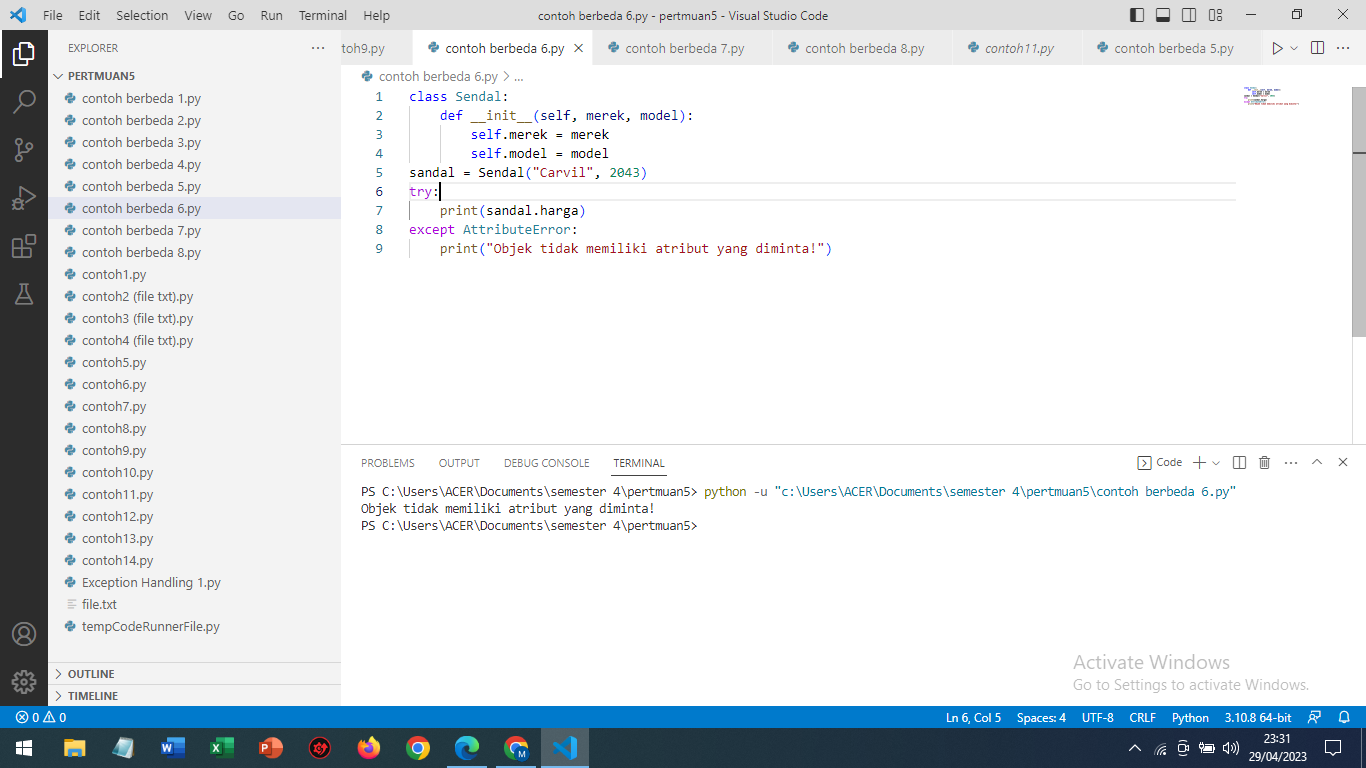 File Edit Selection View Go Run Terminal Help
contoh berbeda 6.py - pertmuan5 - Visual Studio Code
EXPLORER
PERTMUAN5
contoh berbeda 1.py
contoh berbeda 2.py
contoh berbeda 3.py
contoh berbeda 4.py
contoh berbeda 5.py
contoh berbeda 6.py
contoh berbeda 7.py
contoh berbeda 8.py
contoh1.py
contoh2 (file txt).py
contoh3 (file txt).py
contoh4 (file txt).py
contoh5.py
contoh6.py
contoh7.py
contoh8.py
contoh9.py
contoh10.py
contoh11.py
contoh12.py
contoh13.py
contoh14.py
Exception Handling 1.py
file.txt
tempCodeRunnerFile.py
OUTLINE
TIMELINE
toh9.py contoh berbeda 6.py contoh berbeda 7.py contoh berbeda 8.py contoh11.py contoh berbeda 5.py
contoh berbeda 6.py > ...
1 class Sendal:
2     def __init__(self, merek, model):
3         self.merek = merek
4         self.model = model
5 sandal = Sendal("Carvil", 2043)
6 try:
7     print(sandal.harga)
8 except AttributeError:
9     print("Objek tidak memiliki atribut yang diminta!")
PROBLEMS OUTPUT DEBUG CONSOLE TERMINAL
Code
PS C:\Users\ACER\Documents\semester 4\pertmuan5> python -u "c:\Users\ACER\Documents\semester 4\pertmuan5\contoh berbeda 6.py"
Objek tidak memiliki atribut yang diminta!
PS C:\Users\ACER\Documents\semester 4\pertmuan5>
Activate Windows
Go to Settings to activate Windows.
0 0
Ln 6, Col 5 Spaces: 4 UTF-8 CRLF Python 3.10.8 64-bit
23:31
29/04/2023